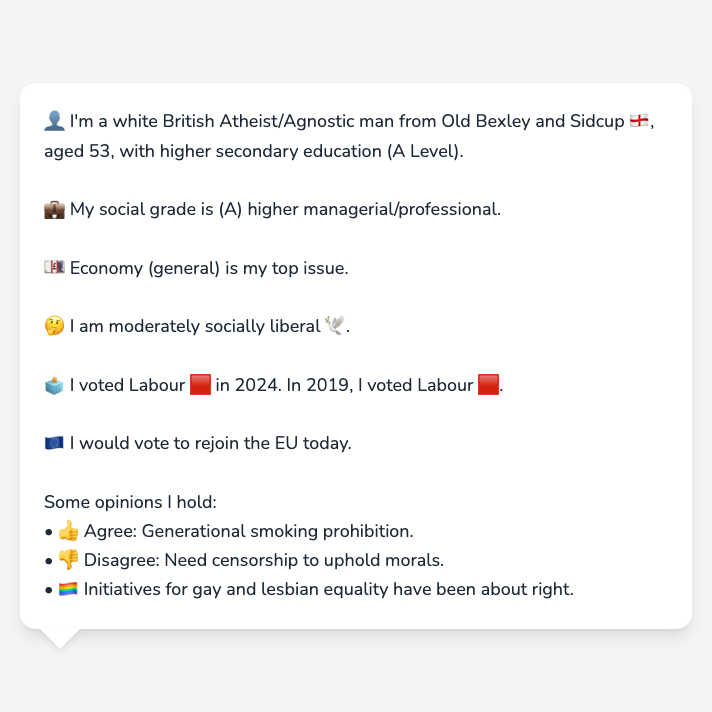 👤 I'm a white British Atheist/Agnostic man from Old Bexley and Sidcup 🏴󠁧󠁢󠁥󠁮󠁧󠁿,
aged 53, with higher secondary education (A Level).
💼 My social grade is (A) higher managerial/professional.
💷 Economy (general) is my top issue.
🤔 I am moderately socially liberal 🕊️.
🗳️ I voted Labour 🟥 in 2024. In 2019, I voted Labour 🟥.
🇪🇺 I would vote to rejoin the EU today.
Some opinions I hold:
• 👍 Agree: Generational smoking prohibition.
• 👎 Disagree: Need censorship to uphold morals.
• 🏳️‍🌈 Initiatives for gay and lesbian equality have been about right.